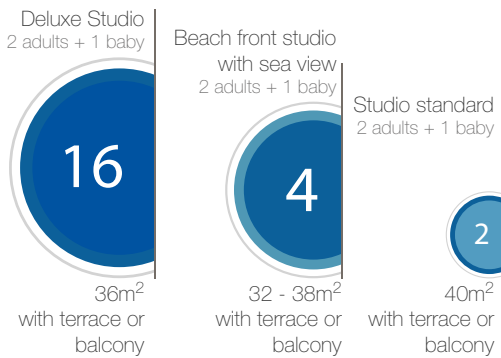 Deluxe Studio
2 adults + 1 baby
16
36m²
with terrace or
balcony
Beach front studio
with sea view
2 adults + 1 baby
4
32 - 38m²
with terrace or
balcony
Studio standard
2 adults + 1 baby
2
40m²
with terrace or
balcony